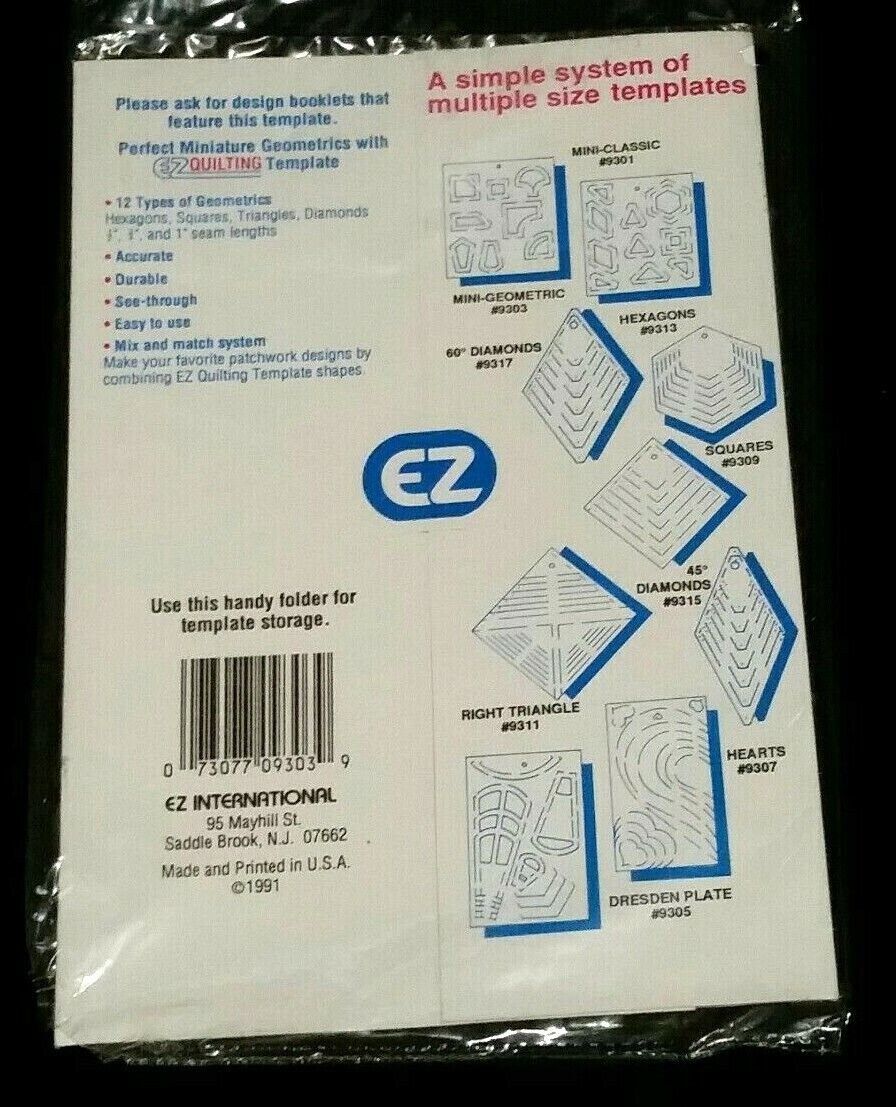 Please ask for design booklets that
feature this template.
Perfect Miniature Geometrics with
EZ QUILTING Template
• 12 Types of Geometrics
Hexagons, Squares, Triangles, Diamonds
and 1" seam lengths
• Accurate
• Durable
• See-through
• Easy to use
• Mix and match system
Make your favorite patchwork designs by
combining EZ Quilting Template shapes.
EZ
Use this handy folder for
template storage.
0 73077 09303 9
EZ INTERNATIONAL
95 Mayhill St.
Saddle Brook, N.J. 07662
Made and Printed in U.S.A.
©1991
A simple system of
multiple size templates
MINI-CLASSIC
#9301
MINI-GEOMETRIC
#9303
HEXAGONS
#9313
60° DIAMONDS
#9317
SQUARES
#9309
45°
DIAMONDS
#9315
RIGHT TRIANGLE
#9311
HEARTS
#9307
DRESDEN PLATE
#9305